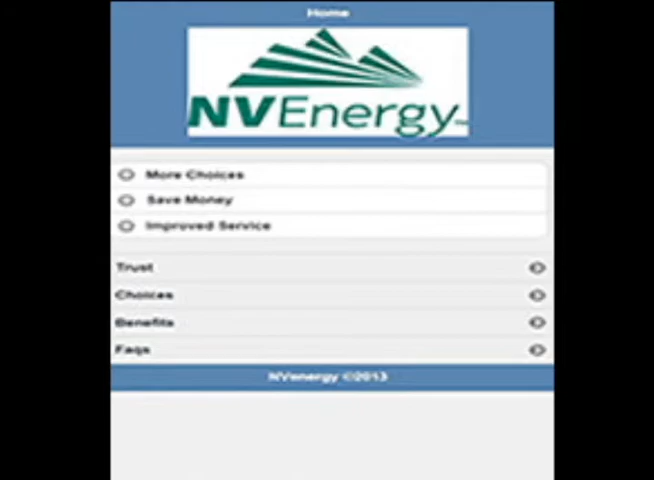 Home
NVEnergy
More Choices
Save Money
Improved Service
Trust
Choices
Benefits
Faqs
NVenergy ©2013